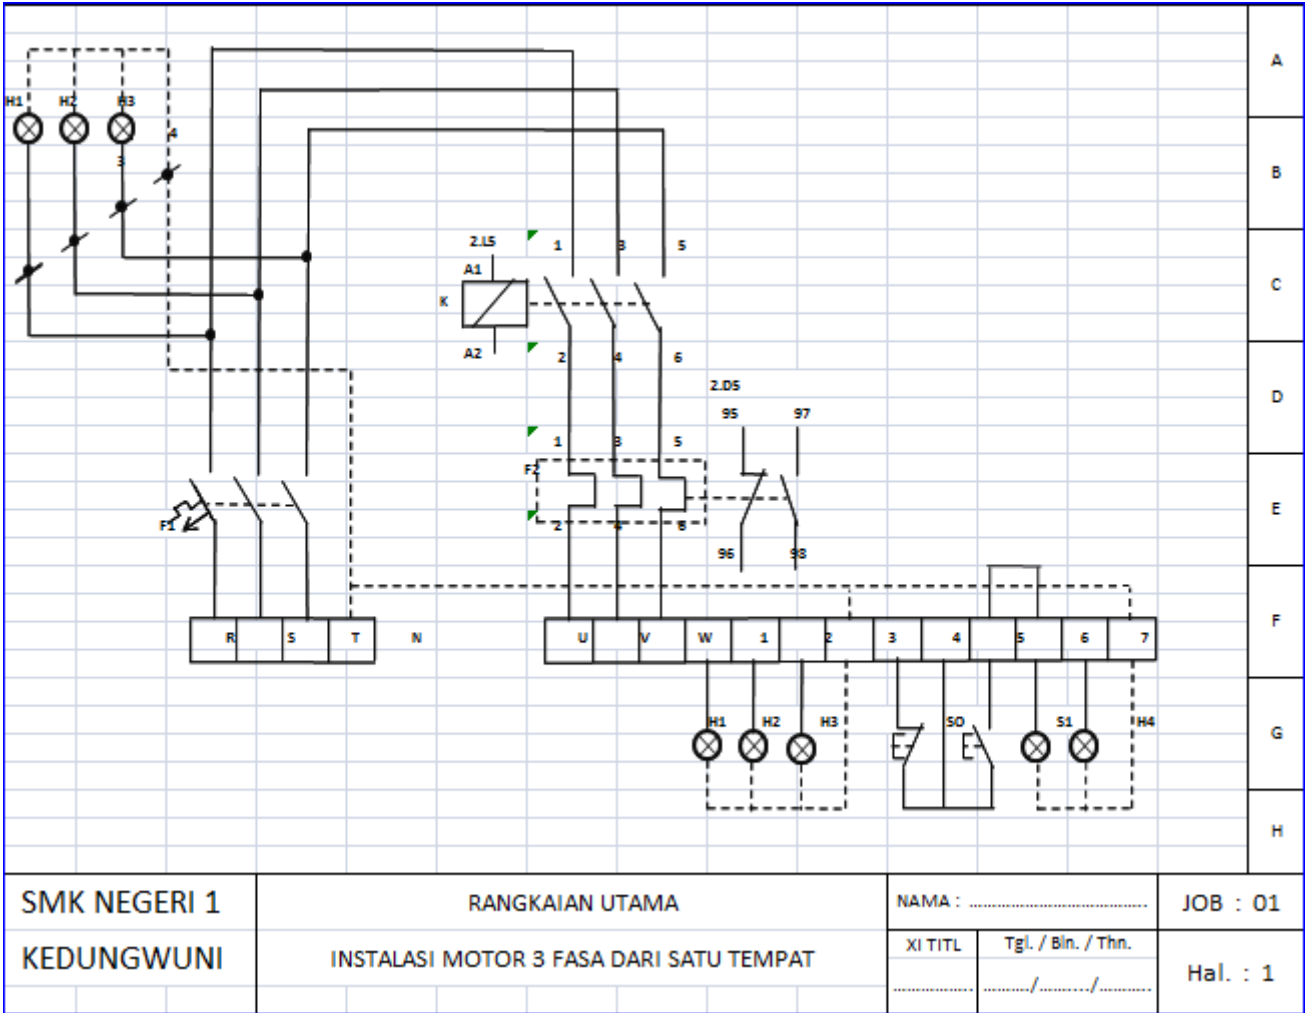 A
H1 H2 H3
4
B
3
2.L5 1 3 5
A1
C
K
A2 2 4 6
2.D5
D
95 97
1 3 5
F2
E
F1 2 4 6
96 98
F
R S T N U V W 1 2 3 4 5 6 7
H1 H2 H3 S0 S1 H4
G
H
SMK NEGERI 1
KEDUNGWUNI
RANGKAIAN UTAMA
INSTALASI MOTOR 3 FASA DARI SATU TEMPAT
NAMA : ........................................
XI TITL
..................
Tgl. / Bln. / Thn.
........../........../..........
JOB : 01
Hal. : 1